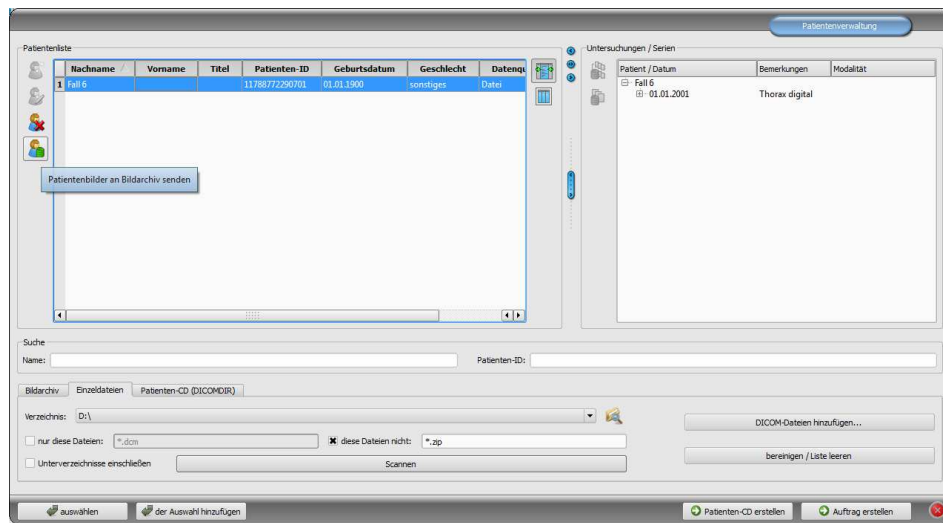 Patientenverwaltung
Patientenliste
Nachname Vorname Titel Patienten-ID Geburtsdatum Geschlecht Datenqu
1 Fall 6 11788772290701 01.01.1900 sonstiges Datei
Patientenbilder an Bildarchiv senden
Untersuchungen / Serien
Patient / Datum Bemerkungen Modalität
Fall 6
01.01.2001 Thorax digital
Suche
Name: Patienten-ID:
Bildarchiv Einzeldateien Patienten-CD (DICOMDIR)
Verzeichnis: D:\
nur diese Dateien: *.dcm diese Dateien nicht: *.zip
Unterverzeichnisse einschließen Scannen
DICOM-Dateien hinzufügen...
bereinigen / Liste leeren
auswählen der Auswahl hinzufügen Patienten-CD erstellen Auftrag erstellen